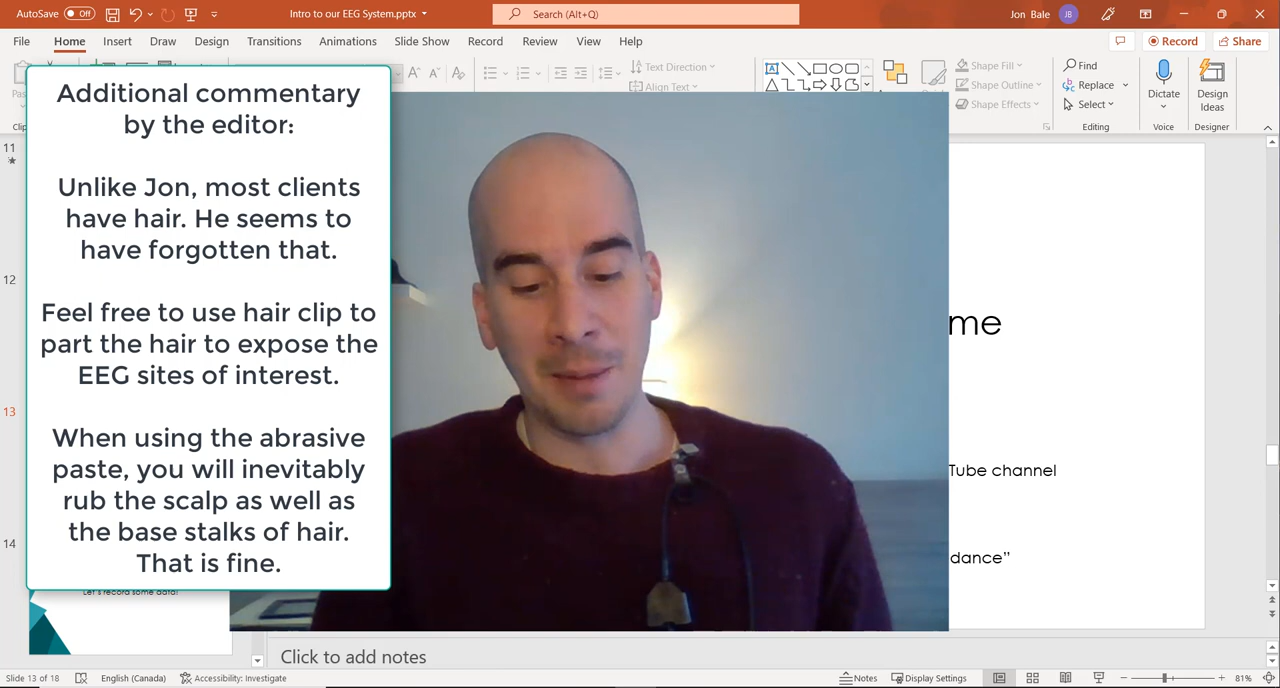 AutoSave Off
Intro to our EEG System.pptx
Search (Alt+Q)
Jon Bale
JB
File
Home
Insert
Draw
Design
Transitions
Animations
Slide Show
Record
Review
View
Help
Record
Share
Text Direction
Align Text
Shape Fill
Shape Outline
Shape Effects
Find
Replace
Select
Editing
Dictate
Voice
Design
Ideas
Designer
11
12
13
14
Additional commentary
by the editor:
Unlike Jon, most clients
have hair. He seems to
have forgotten that.
Feel free to use hair clip to
part the hair to expose the
EEG sites of interest.
When using the abrasive
paste, you will inevitably
rub the scalp as well as
the base stalks of hair.
That is fine.
me
Tube channel
dance”
Let's record some data!
Click to add notes
Slide 13 of 18
English (Canada)
Accessibility: Investigate
Notes
Display Settings
81%